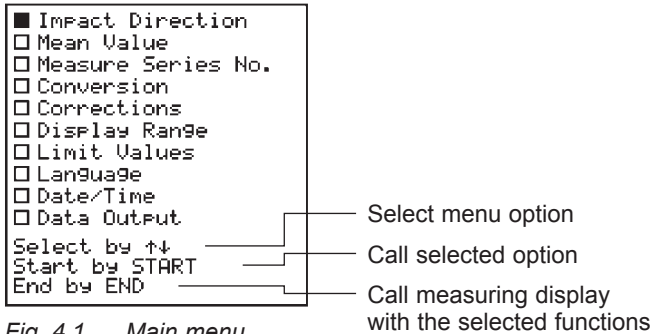 ■ Impact Direction
□ Mean Value
□ Measure Series No.
□ Conversion
□ Corrections
□ Display Range
□ Limit Values
□ Language
□ Date/Time
□ Data Output
Select by ↑↓
Start by START
End by END
Select menu option
Call selected option
Call measuring display
with the selected functions
Fig. 4.1 Main menu